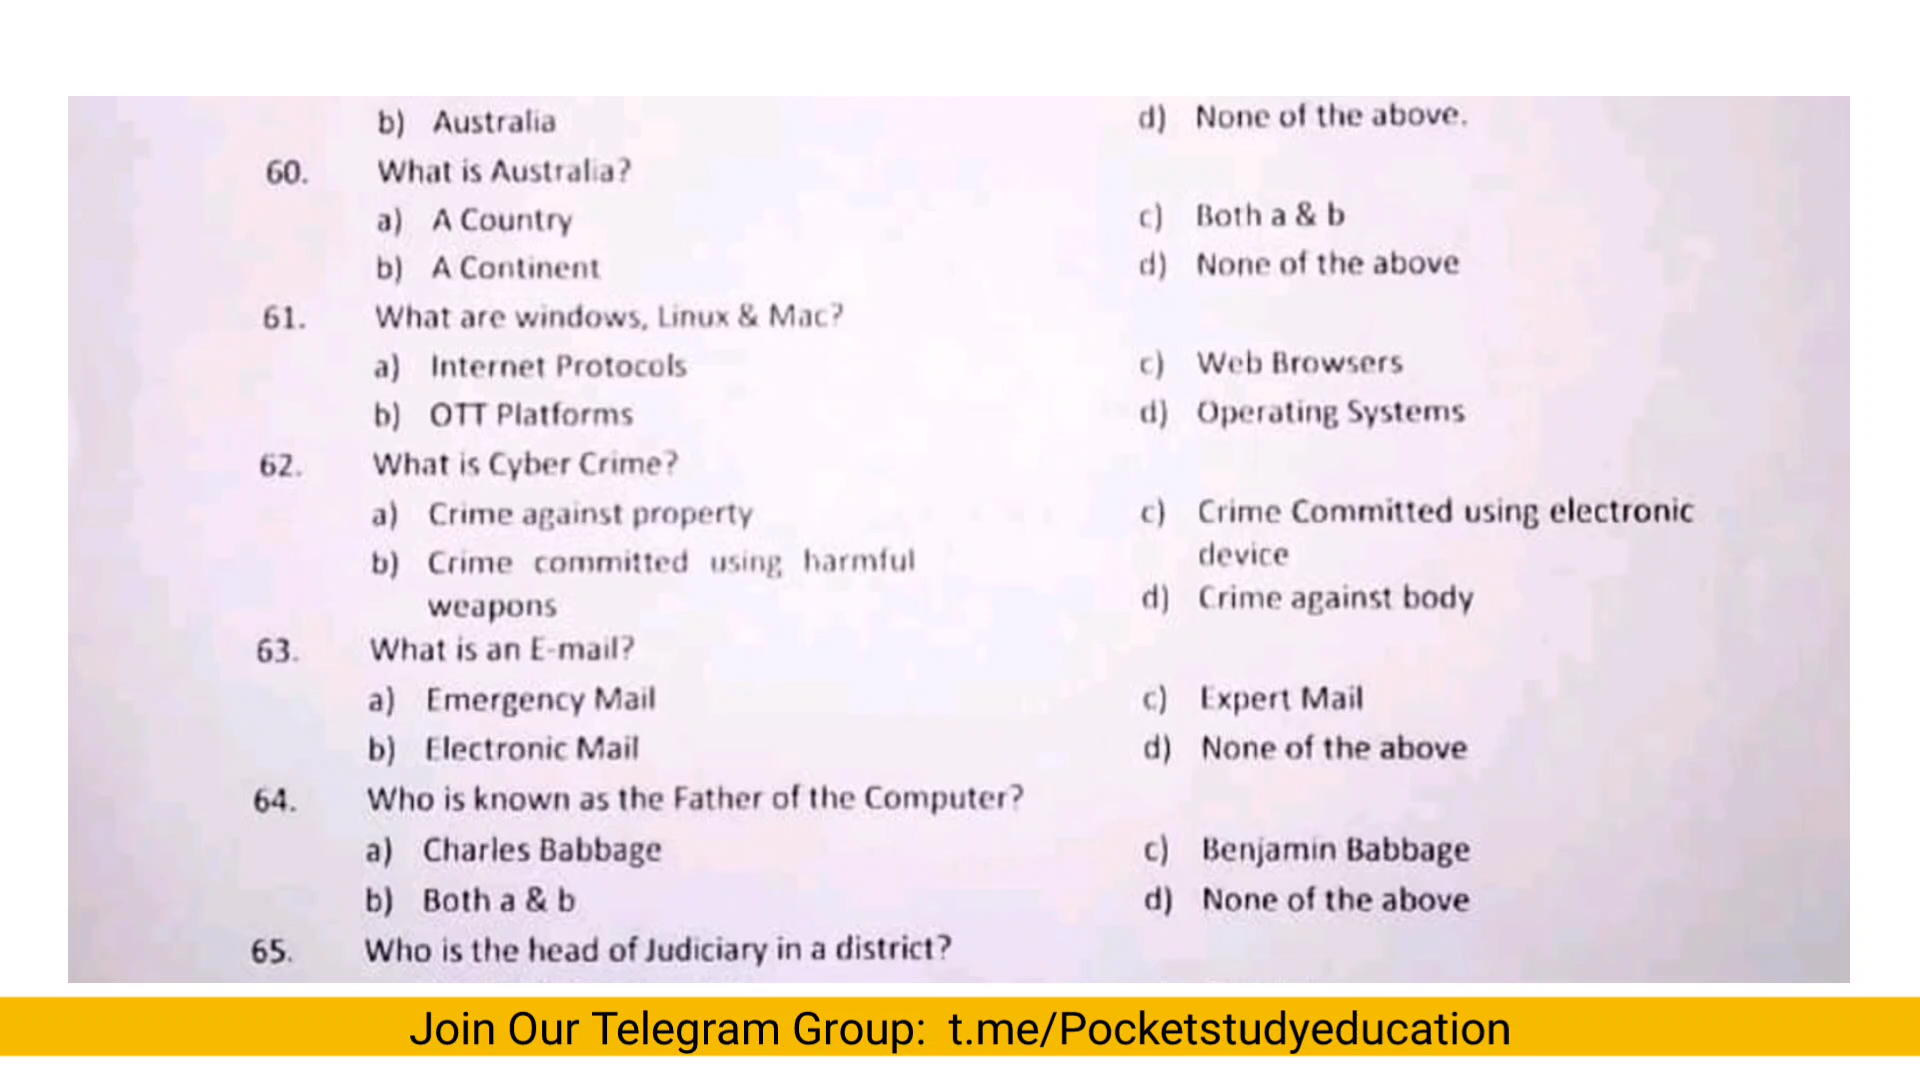 b) Australia d) None of the above.
60. What is Australia?
a) A Country c) Both a & b
b) A Continent d) None of the above
61. What are windows, Linux & Mac?
a) Internet Protocols c) Web Browsers
b) OTT Platforms d) Operating Systems
62. What is Cyber Crime?
a) Crime against property c) Crime Committed using electronic
b) Crime committed using harmful device
weapons d) Crime against body
63. What is an E-mail?
a) Emergency Mail c) Expert Mail
b) Electronic Mail d) None of the above
64. Who is known as the Father of the Computer?
a) Charles Babbage c) Benjamin Babbage
b) Both a & b d) None of the above
65. Who is the head of Judiciary in a district?
Join Our Telegram Group: t.me/Pocketstudyeducation